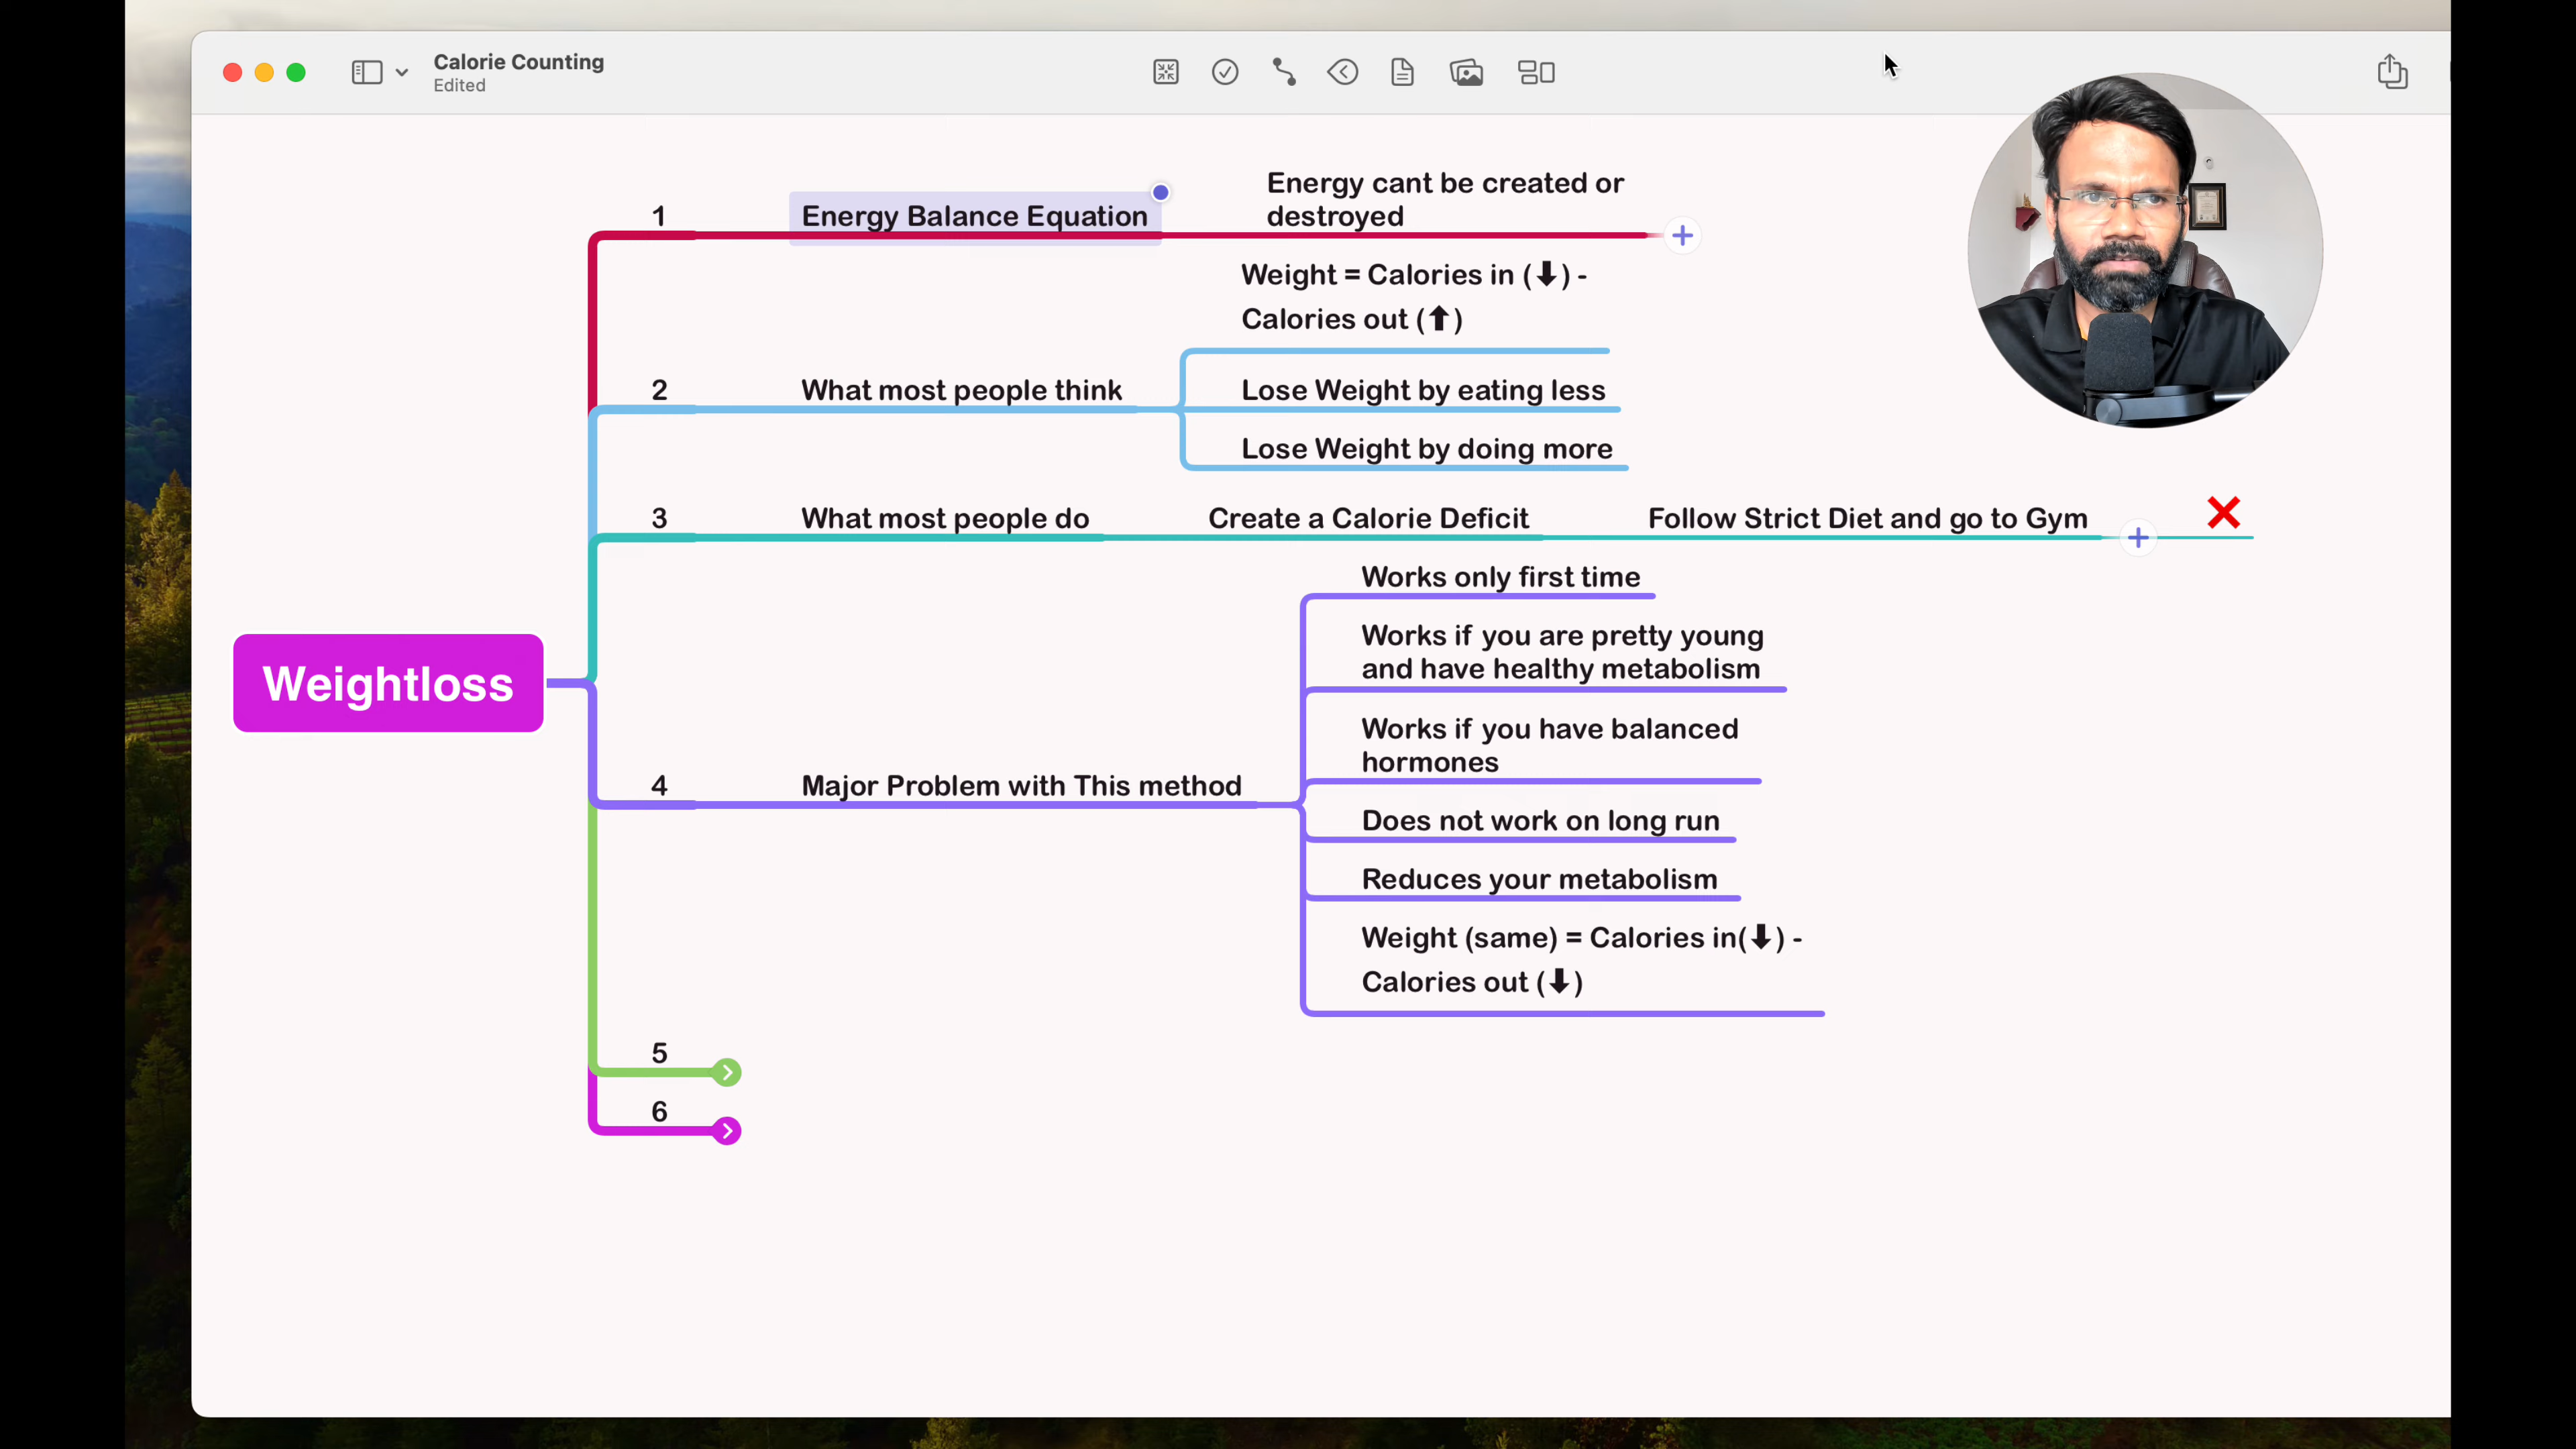 Calorie Counting
Edited
1
Energy Balance Equation
Energy cant be created or
destroyed
2
What most people think
Weight = Calories in (⬇) -
Calories out (⬆)
Lose Weight by eating less
Lose Weight by doing more
3
What most people do
Create a Calorie Deficit
Follow Strict Diet and go to Gym
❌
Weightloss
4
Major Problem with This method
Works only first time
Works if you are pretty young
and have healthy metabolism
Works if you have balanced
hormones
Does not work on long run
Reduces your metabolism
Weight (same) = Calories in(⬇) -
Calories out (⬇)
5
6